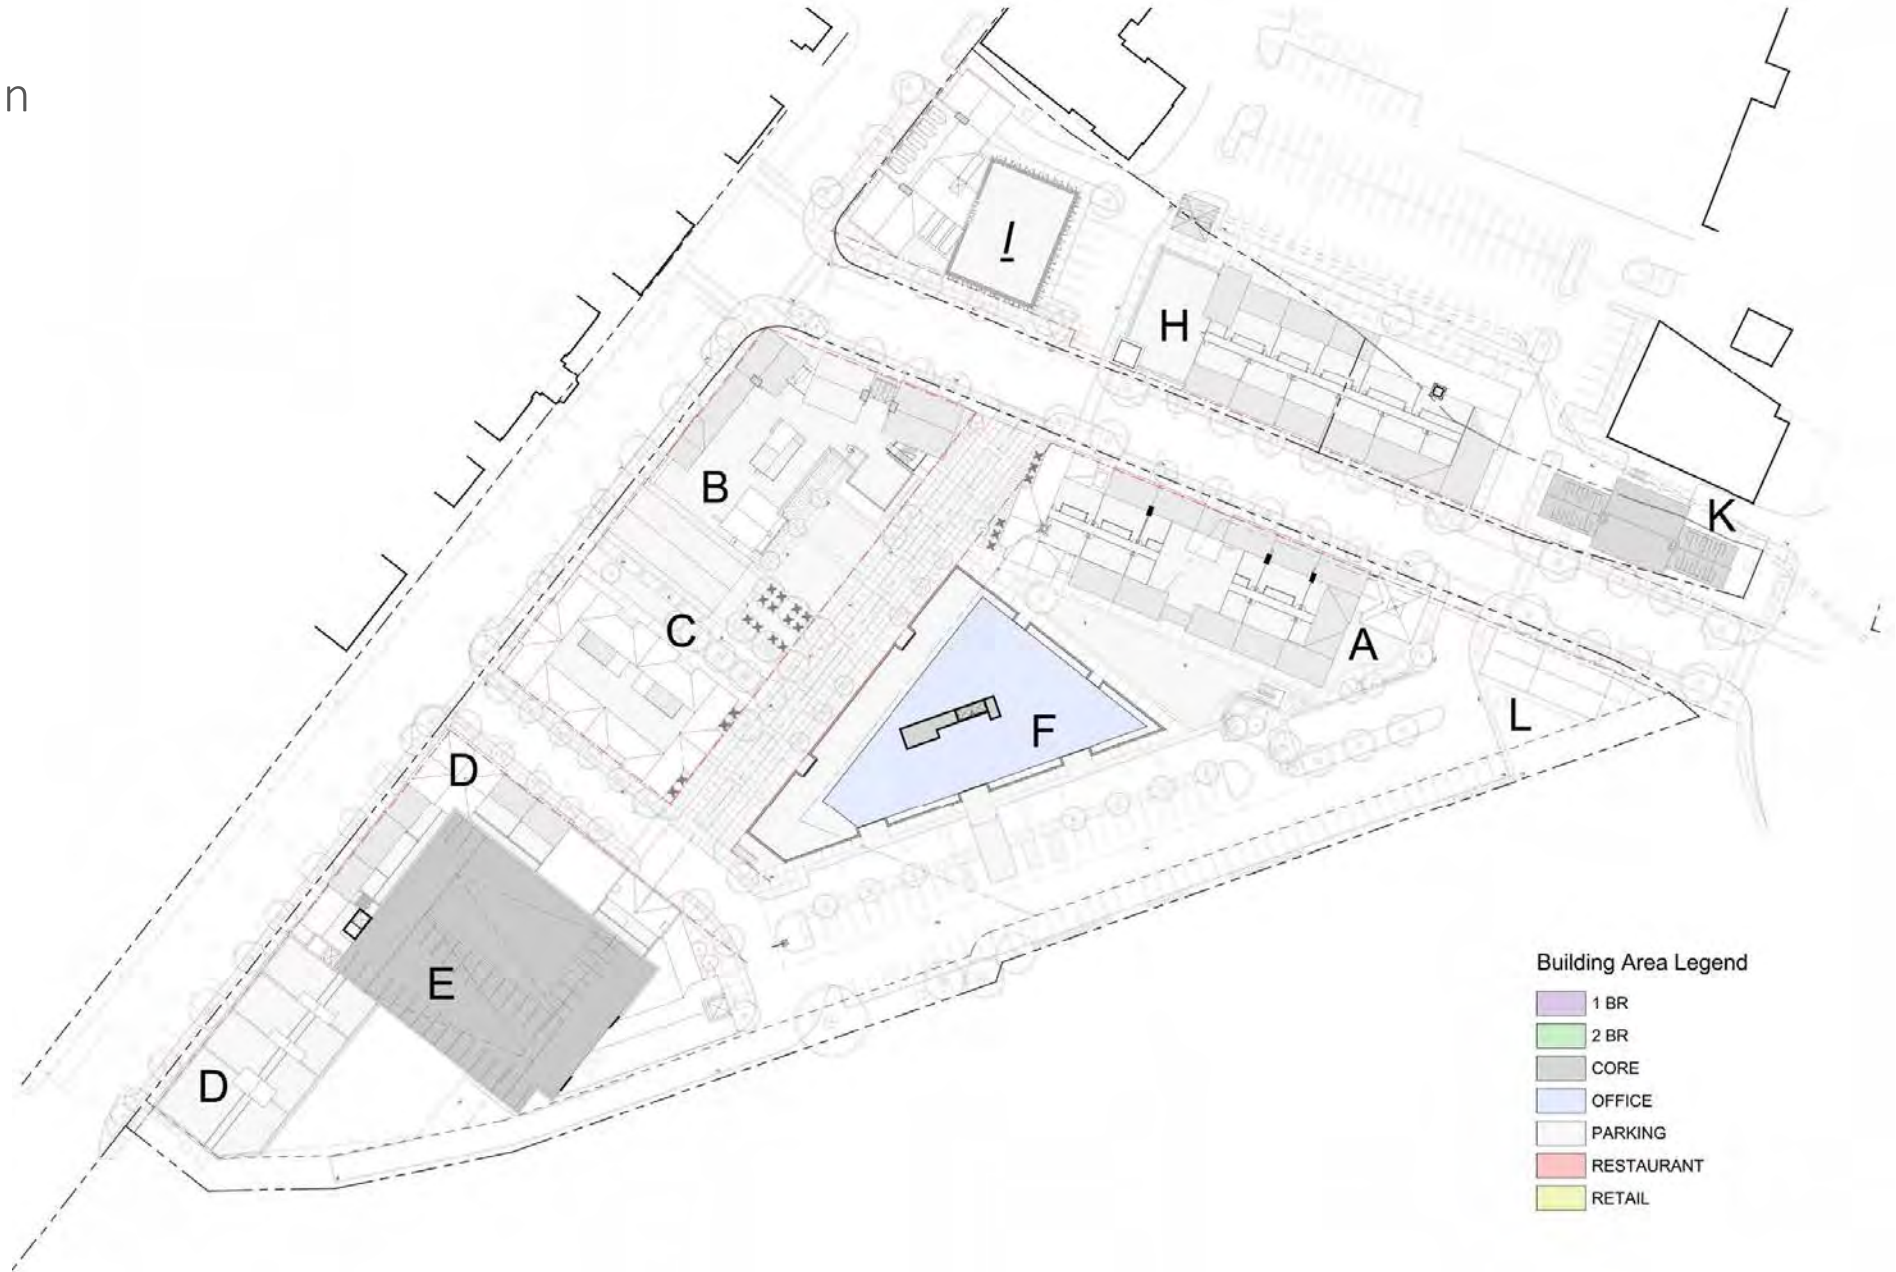 n
I
H
B
K
C
A
L
L
F
D
E
D
Building Area Legend
1 BR
2 BR
CORE
OFFICE
PARKING
RESTAURANT
RETAIL